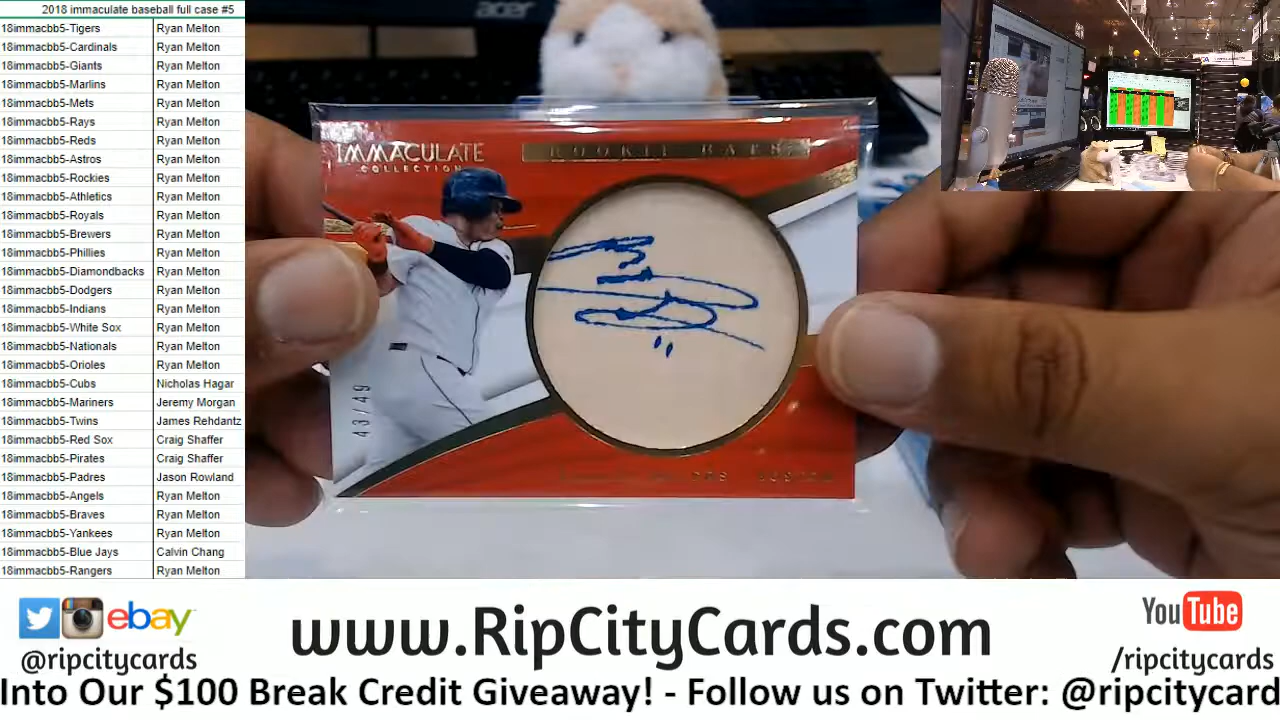 2018 immaculate baseball full case #5
18immacbb5-Tigers Ryan Melton
18immacbb5-Cardinals Ryan Melton
18immacbb5-Giants Ryan Melton
18immacbb5-Marlins Ryan Melton
18immacbb5-Mets Ryan Melton
18immacbb5-Rays Ryan Melton
18immacbb5-Reds Ryan Melton
18immacbb5-Astros Ryan Melton
18immacbb5-Rockies Ryan Melton
18immacbb5-Athletics Ryan Melton
18immacbb5-Royals Ryan Melton
18immacbb5-Brewers Ryan Melton
18immacbb5-Phillies Ryan Melton
18immacbb5-Diamondbacks Ryan Melton
18immacbb5-Dodgers Ryan Melton
18immacbb5-Indians Ryan Melton
18immacbb5-White Sox Ryan Melton
18immacbb5-Nationals Ryan Melton
18immacbb5-Orioles Ryan Melton
18immacbb5-Cubs Nicholas Hagar
18immacbb5-Mariners Jeremy Morgan
18immacbb5-Twins James Rehdantz
18immacbb5-Red Sox Craig Shaffer
18immacbb5-Pirates Craig Shaffer
18immacbb5-Padres Jason Rowland
18immacbb5-Angels Ryan Melton
18immacbb5-Braves Ryan Melton
18immacbb5-Yankees Ryan Melton
18immacbb5-Blue Jays Calvin Chang
18immacbb5-Rangers Ryan Melton
acer
IMMACULATE
COLLECTION
ROOKIE BATS
43/49
ebay
@ripcitycards
www.RipCityCards.com
YouTube
/ripcitycards
Into Our $100 Break Credit Giveaway! - Follow us on Twitter: @ripcitycard